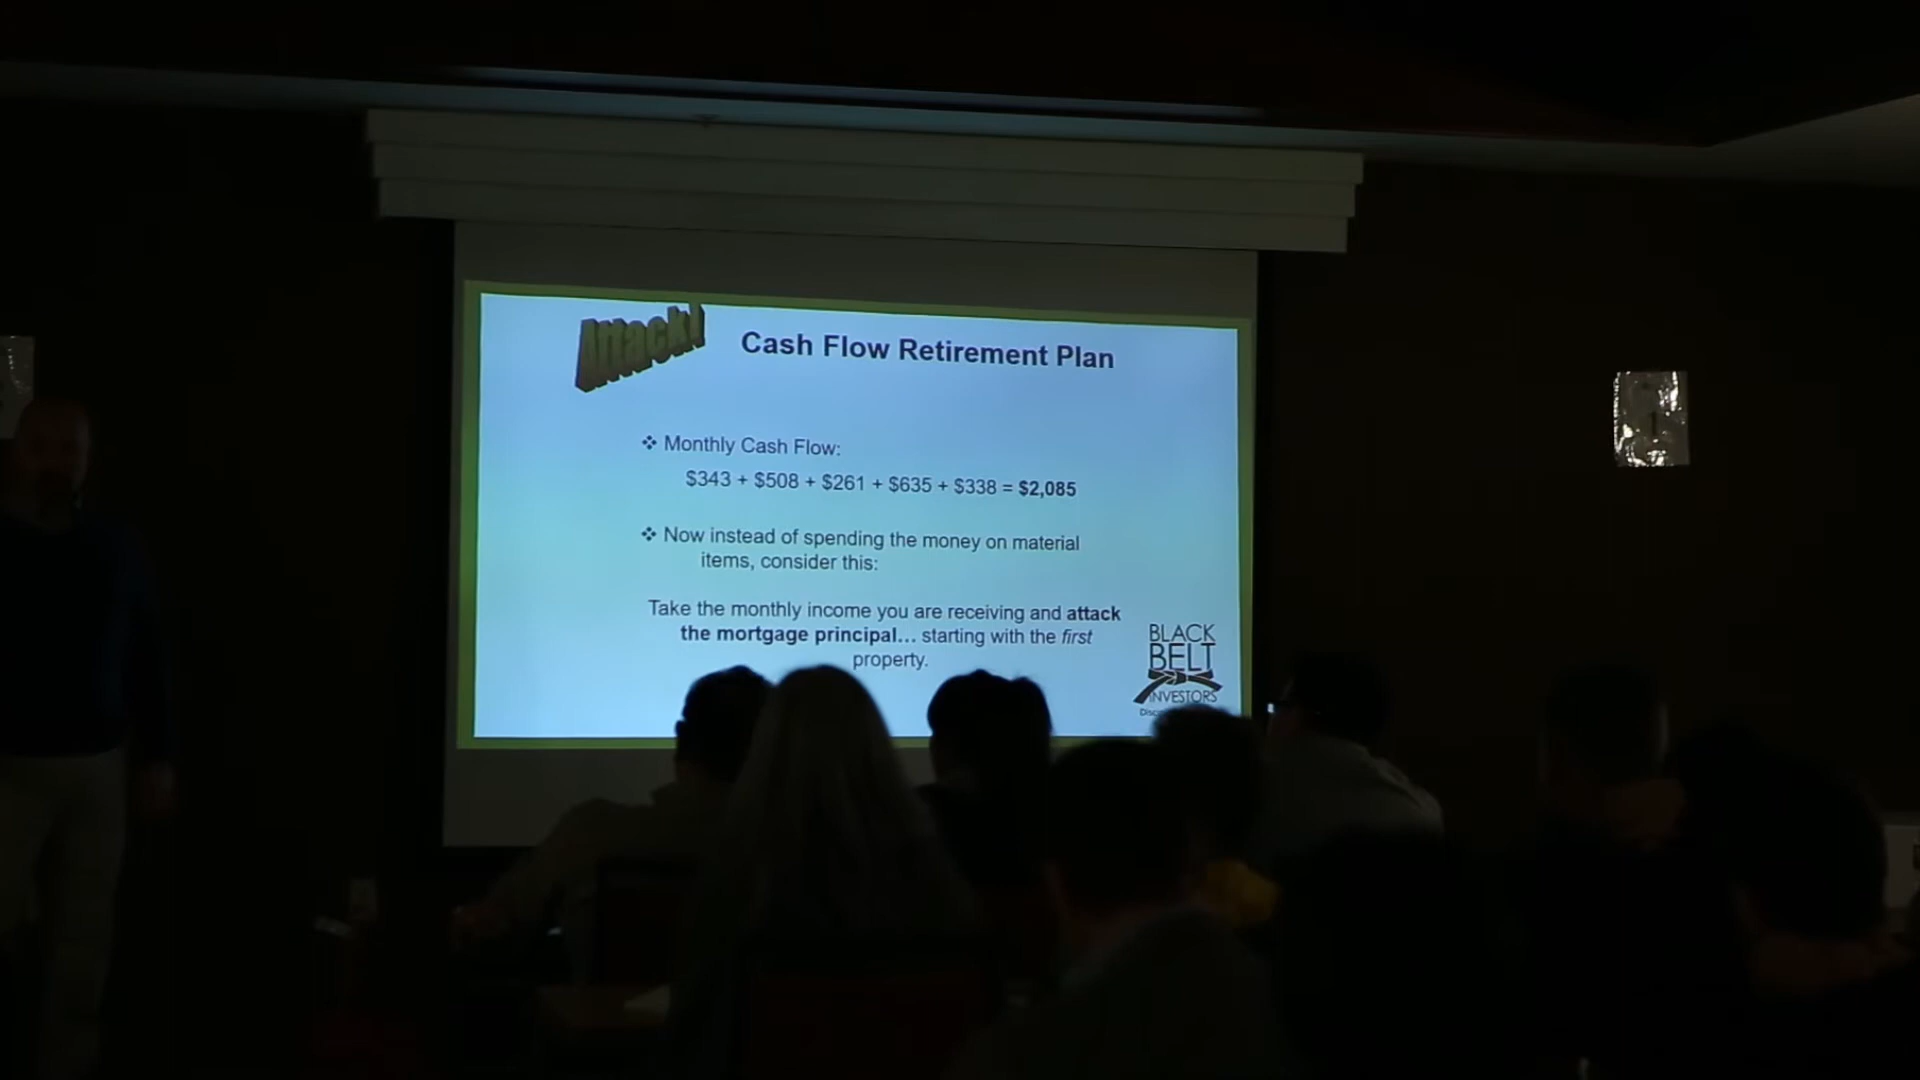 Attack!
Cash Flow Retirement Plan
❖ Monthly Cash Flow:
$343 + $508 + $261 + $635 + $338 = $2,085
❖ Now instead of spending the money on material
items, consider this:
Take the monthly income you are receiving and attack
the mortgage principal... starting with the first
property.
BLACK
BELT
INVESTORS